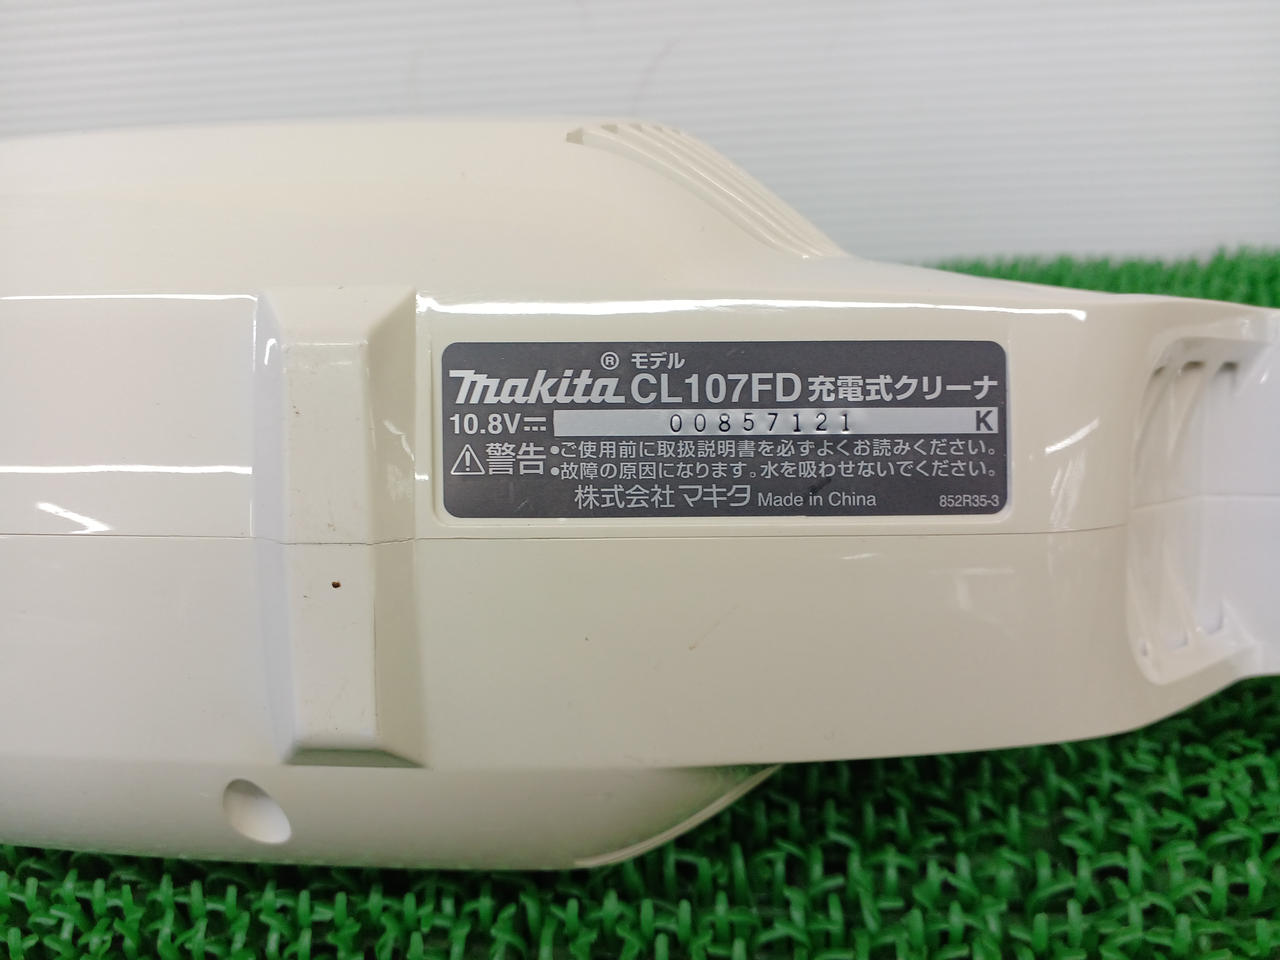 ® モデル
makita CL107FD 充電式クリーナ
10.8V⎓ 00857121 K
⚠警告 •ご使用前に取扱説明書を必ずよくお読みください。
•故障の原因になります。水を吸わせないでください。
株式会社マキタ Made in China 852R35-3